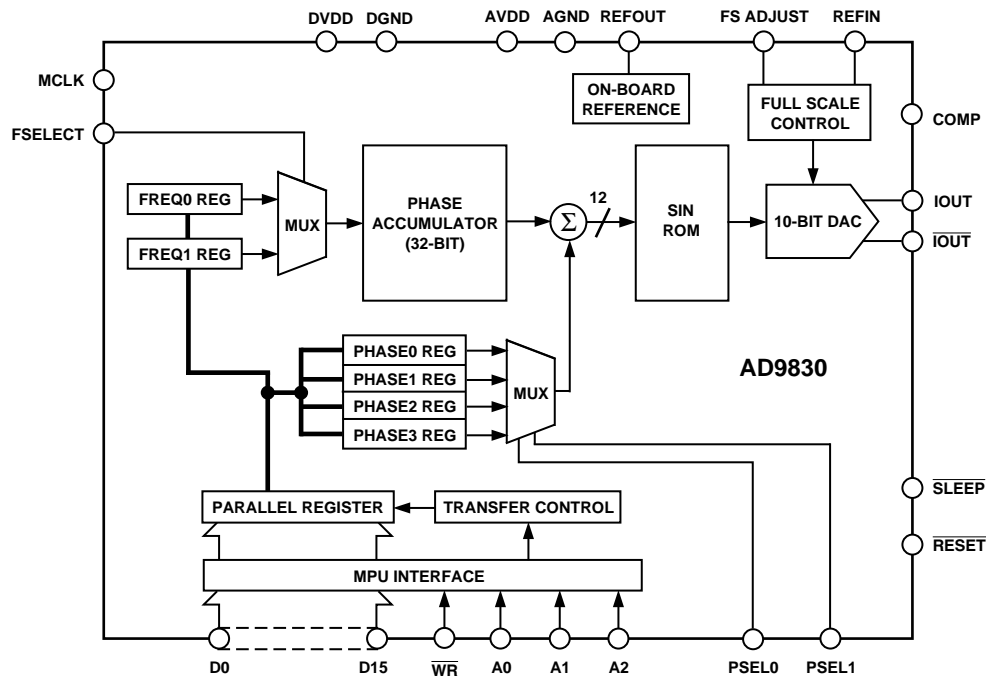 DVDD DGND AVDD AGND REFOUT FS ADJUST REFIN
MCLK
ON-BOARD
REFERENCE
FULL SCALE
CONTROL
COMP
FSELECT
FREQ0 REG
FREQ1 REG
MUX
PHASE
ACCUMULATOR
(32-BIT)
Σ
12
SIN
ROM
10-BIT DAC
IOUT
IOUT
PHASE0 REG
PHASE1 REG
PHASE2 REG
PHASE3 REG
MUX
AD9830
SLEEP
RESET
PARALLEL REGISTER
TRANSFER CONTROL
MPU INTERFACE
D0 D15 WR A0 A1 A2 PSEL0 PSEL1